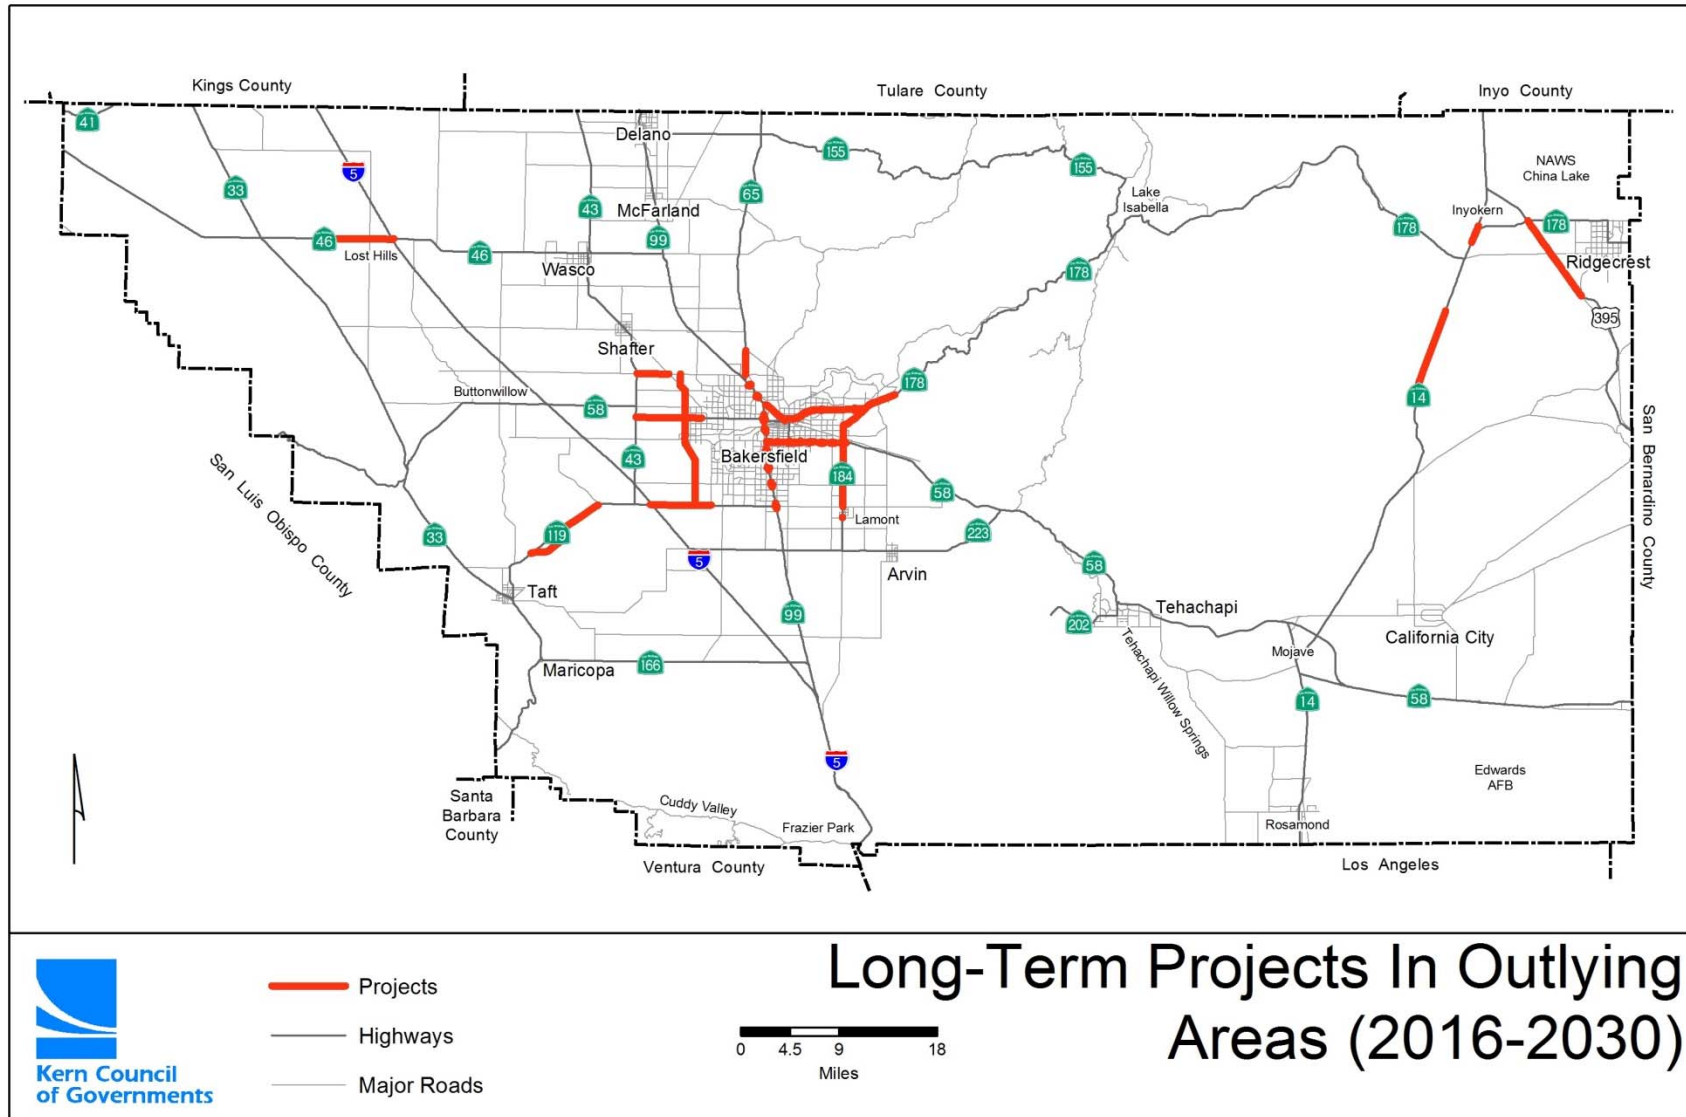 Kings County
Tulare County
Inyo County
41
Delano
155
155
5
33
NAWS
China Lake
65
43
McFarland
Lake
Isabella
Inyokern
178
178
46
99
46
Lost Hills
Wasco
178
Ridgecrest
395
Shafter
178
Buttonwillow
58
14
San Bernardino County
San Luis Obispo County
43
Bakersfield
184
58
Lamont
33
119
223
5
Arvin
58
Taft
99
202
Tehachapi
California City
Tehachapi Willow Springs
Mojave
Maricopa
166
14
58
5
Edwards
AFB
Santa
Barbara
County
Cuddy Valley
Frazier Park
Rosamond
Ventura County
Los Angeles
Kern Council
of Governments
Projects
Highways
Major Roads
0 4.5 9 18
Miles
Long-Term Projects In Outlying
Areas (2016-2030)